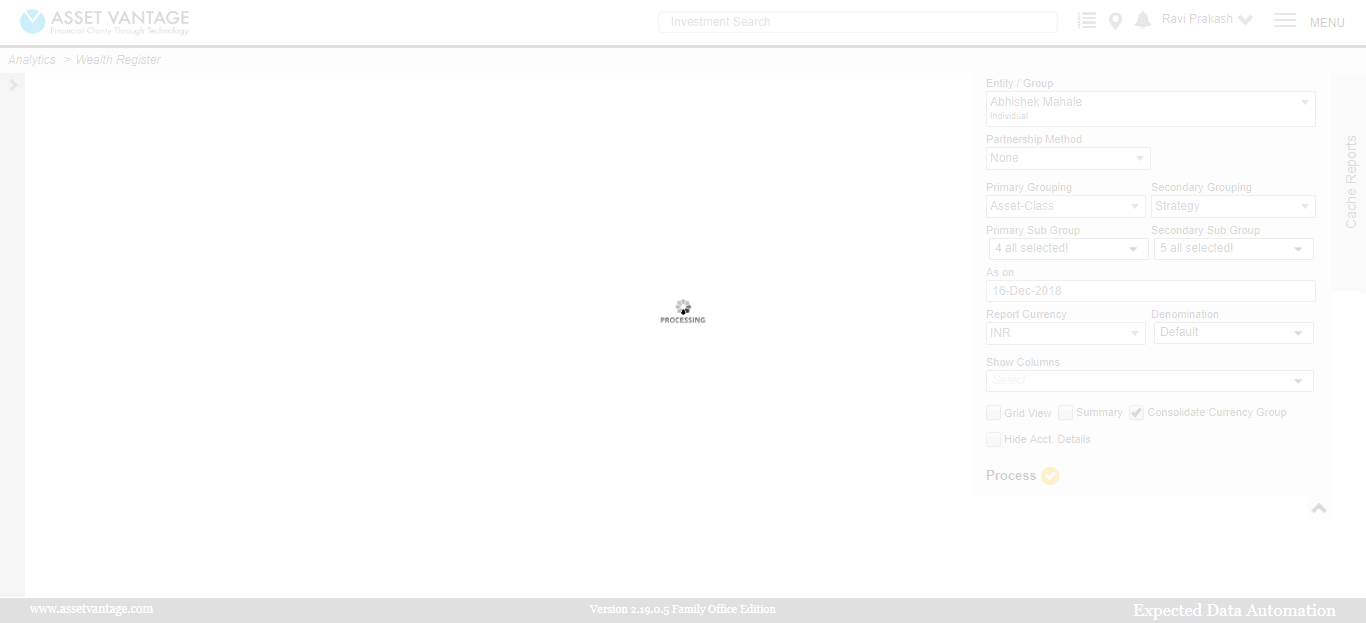 ASSET VANTAGE
Financial Clarity Through Technology
Investment Search
Ravi Prakash
MENU
Analytics > Wealth Register
Entity / Group
Abhishek Mahale
Individual
Partnership Method
None
Primary Grouping
Secondary Grouping
Asset-Class
Strategy
Primary Sub Group
Secondary Sub Group
4 all selected!
5 all selected!
As on
16-Dec-2018
Report Currency
Denomination
INR
Default
Show Columns
Select
Grid View
Summary
Consolidate Currency Group
Hide Acct. Details
Process
Cache Reports
PROCESSING
www.assetvantage.com
Version 2.19.0.5 Family Office Edition
Expected Data Automation